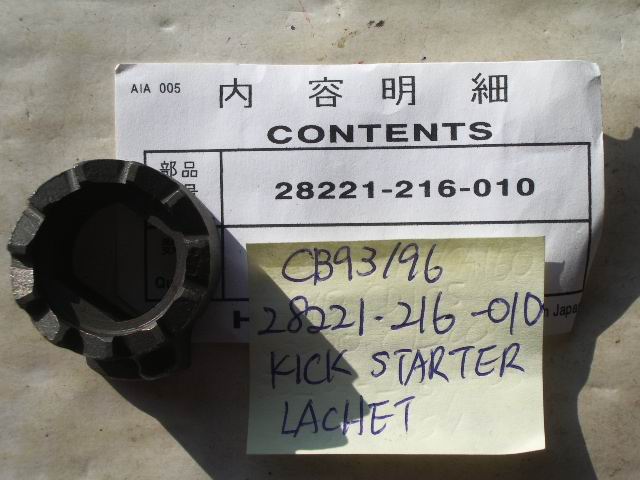 AIA 005
内容明細
CONTENTS
部品
28221-216-010
H
Japan
CB93/96
28221-216-010
KICK STARTER
LACHET